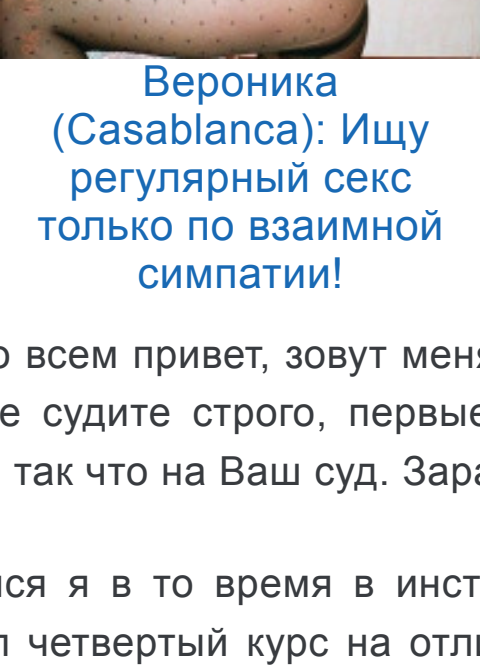 Вероника
(Casablanca): Ищу
регулярный секс
только по взаимной
симпатии!
всем привет, зовут
судите строго, первые
так что на Ваш суд.
я в то время в
четвертый курс на